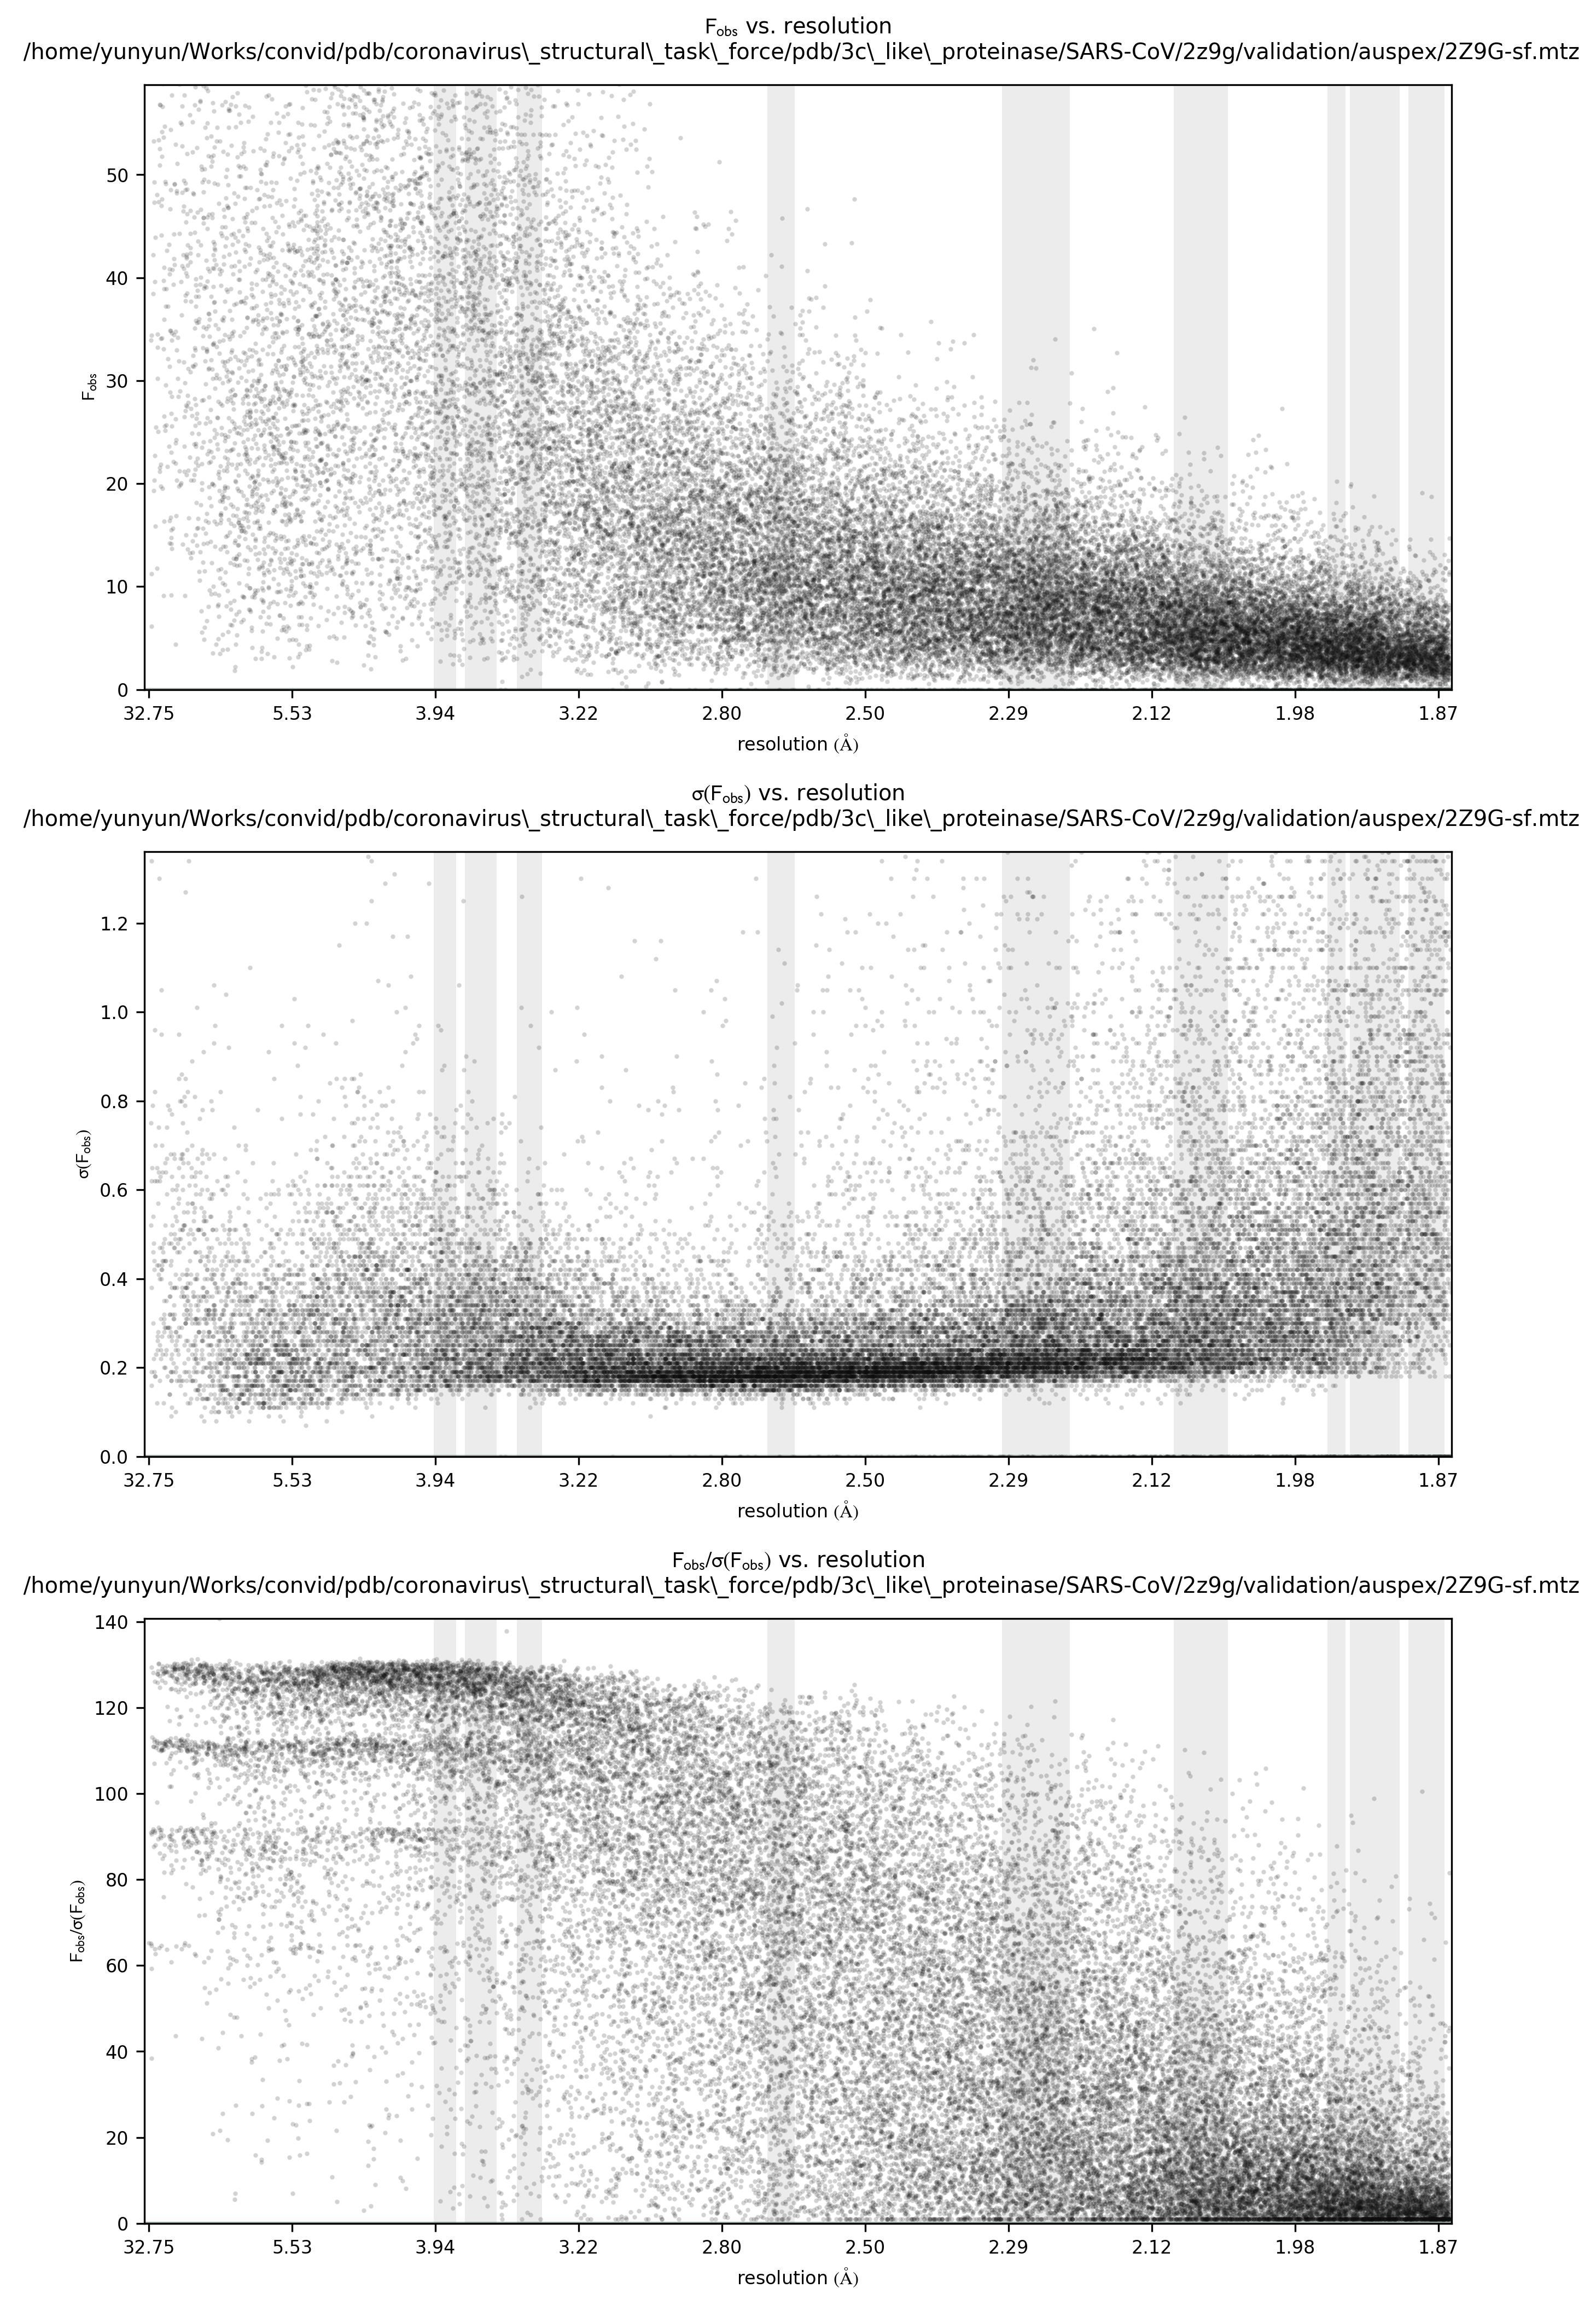 Fobs vs. resolution
/home/yunyun/Works/convid/pdb/coronavirus\_structural\_task\_force/pdb/3c\_like\_proteinase/SARS-CoV/2z9g/validation/auspex/2Z9G-sf.mtz
50
40
30
20
10
0
Fobs
32.75 5.53 3.94 3.22 2.80 2.50 2.29 2.12 1.98 1.87
resolution (Å)
σ(Fobs) vs. resolution
/home/yunyun/Works/convid/pdb/coronavirus\_structural\_task\_force/pdb/3c\_like\_proteinase/SARS-CoV/2z9g/validation/auspex/2Z9G-sf.mtz
1.2
1.0
0.8
0.6
0.4
0.2
0.0
σ(Fobs)
32.75 5.53 3.94 3.22 2.80 2.50 2.29 2.12 1.98 1.87
resolution (Å)
Fobs/σ(Fobs) vs. resolution
/home/yunyun/Works/convid/pdb/coronavirus\_structural\_task\_force/pdb/3c\_like\_proteinase/SARS-CoV/2z9g/validation/auspex/2Z9G-sf.mtz
140
120
100
80
60
40
20
0
Fobs/σ(Fobs)
32.75 5.53 3.94 3.22 2.80 2.50 2.29 2.12 1.98 1.87
resolution (Å)